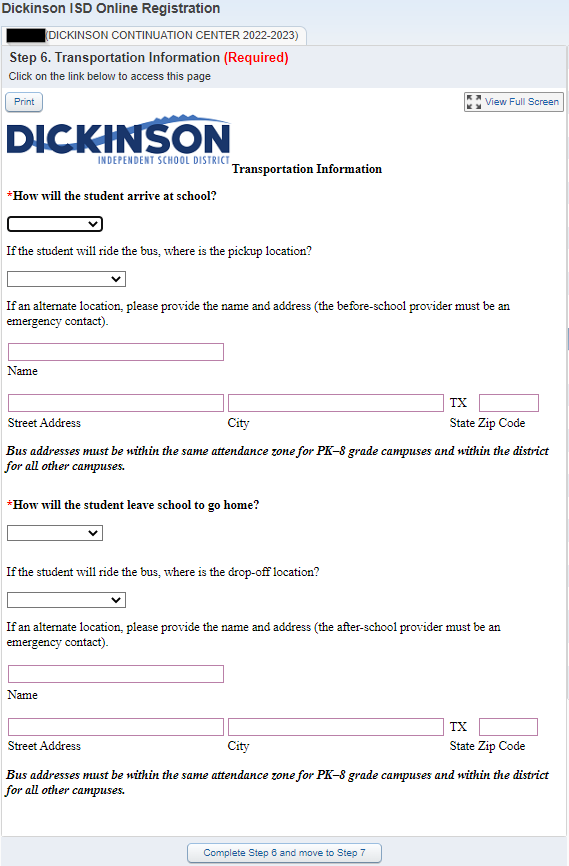 Dickinson ISD Online Registration
(DICKINSON CONTINUATION CENTER 2022-2023)
Step 6. Transportation Information (Required)
Click on the link below to access this page
Print
View Full Screen
DICKINSON
INDEPENDENT SCHOOL DISTRICT
Transportation Information
*How will the student arrive at school?
If the student will ride the bus, where is the pickup location?
If an alternate location, please provide the name and address (the before-school provider must be an
emergency contact).
Name
TX
Street Address City State Zip Code
Bus addresses must be within the same attendance zone for PK–8 grade campuses and within the district
for all other campuses.
*How will the student leave school to go home?
If the student will ride the bus, where is the drop-off location?
If an alternate location, please provide the name and address (the after-school provider must be an
emergency contact).
Name
TX
Street Address City State Zip Code
Bus addresses must be within the same attendance zone for PK–8 grade campuses and within the district
for all other campuses.
Complete Step 6 and move to Step 7